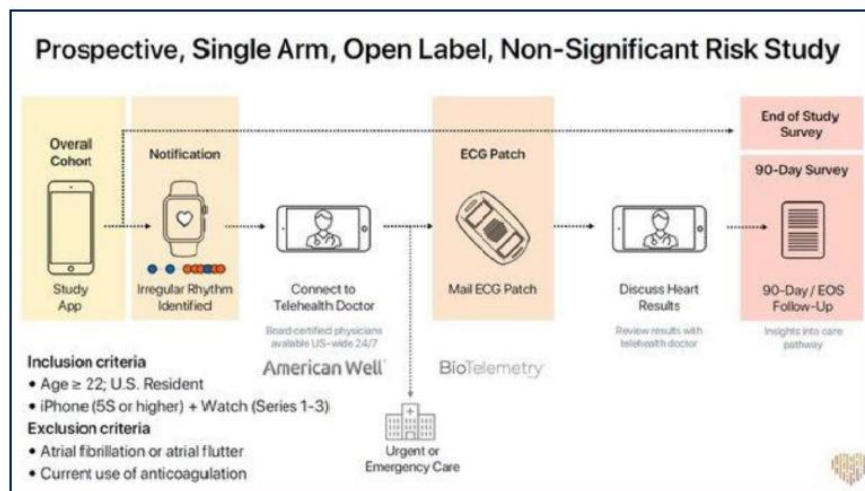 Prospective, Single Arm, Open Label, Non-Significant Risk Study
Overall
Cohort
Study
App
Notification
Irregular Rhythm
Identified
Connect to
Telehealth Doctor
Board certified physicians
available US-wide 24/7
American Well
ECG Patch
Mail ECG Patch
BioTelemetry
Urgent or
Emergency Care
Discuss Heart
Results
Review results with
telehealth doctor
End of Study
Survey
90-Day Survey
90-Day / EOS
Follow-Up
Insights into care
pathway
Inclusion criteria
• Age ≥ 22; U.S. Resident
• iPhone (5S or higher) + Watch (Series 1-3)
Exclusion criteria
• Atrial fibrillation or atrial flutter
• Current use of anticoagulation